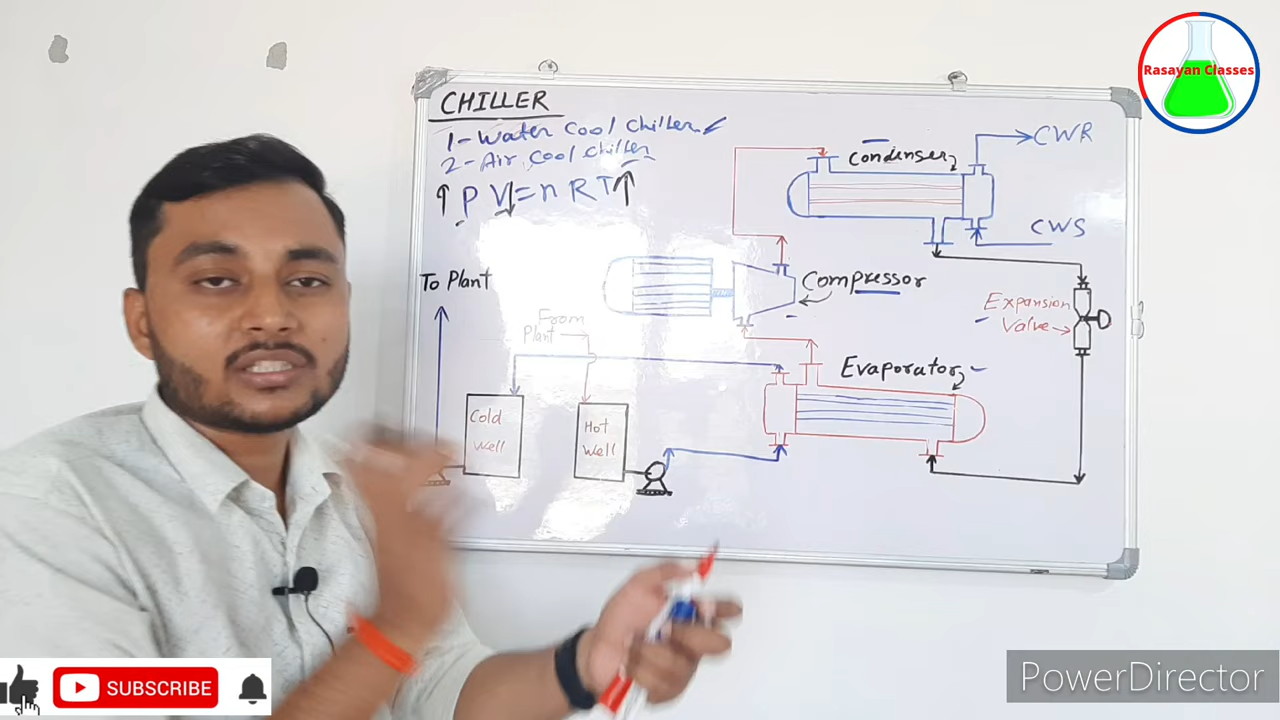 Rasayan Classes
CHILLER
1- Water Cool Chiller
2- Air Cool Chiller
↑ P V↓ = n R T↑
Condenser
CWR
CWS
Compressor
Expansion
Valve
To Plant
From
Plant
Evaporator
Cold
Well
Hot
Well
SUBSCRIBE
PowerDirector